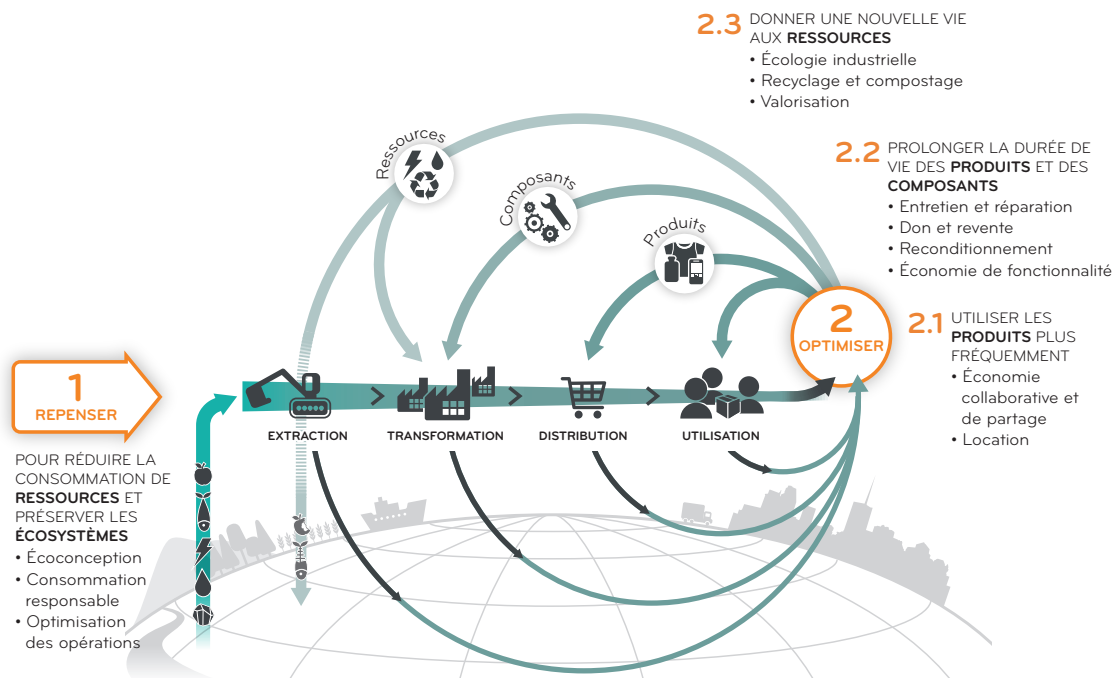 2.3 DONNER UNE NOUVELLE VIE
AUX RESSOURCES
• Écologie industrielle
• Recyclage et compostage
• Valorisation
Ressources
Composants
Produits
2.2 PROLONGER LA DURÉE DE
VIE DES PRODUITS ET DES
COMPOSANTS
• Entretien et réparation
• Don et revente
• Reconditionnement
• Économie de fonctionnalité
2
OPTIMISER
2.1 UTILISER LES
PRODUITS PLUS
FRÉQUEMMENT
• Économie
collaborative et
de partage
• Location
1
REPENSER
EXTRACTION
TRANSFORMATION
DISTRIBUTION
UTILISATION
POUR RÉDUIRE LA
CONSOMMATION DE
RESSOURCES ET
PRÉSERVER LES
ÉCOSYSTÈMES
• Écoconception
• Consommation
responsable
• Optimisation
des opérations